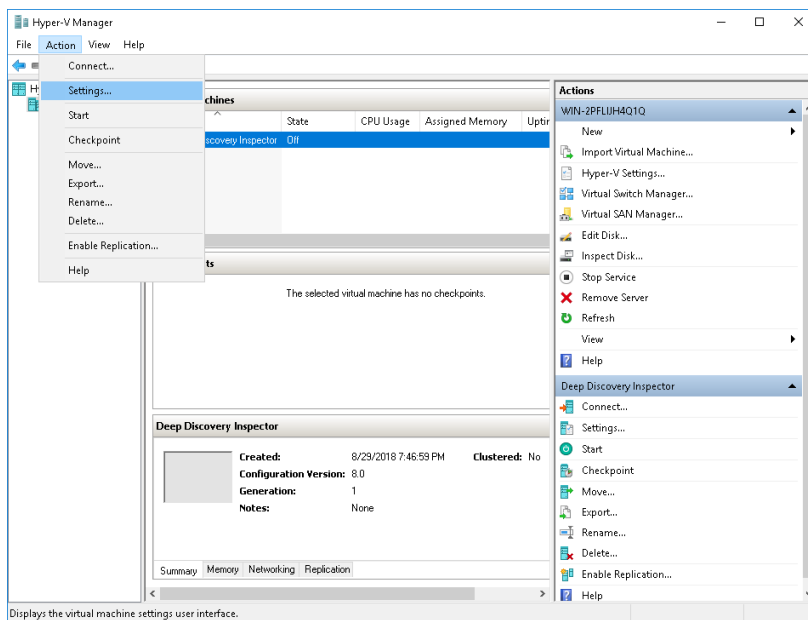 Hyper-V Manager
File Action View Help
Connect...
Settings...
Start
Checkpoint
Move...
Export...
Rename...
Delete...
Enable Replication...
Help
H
chines
State CPU Usage Assigned Memory Uptir
scovery Inspector Off
ts
The selected virtual machine has no checkpoints.
Deep Discovery Inspector
Created: 8/29/2018 7:46:59 PM Clustered: No
Configuration Version: 8.0
Generation: 1
Notes: None
Summary Memory Networking Replication
Actions
WIN-2PFLIJH4Q1Q
New
Import Virtual Machine...
Hyper-V Settings...
Virtual Switch Manager...
Virtual SAN Manager...
Edit Disk...
Inspect Disk...
Stop Service
Remove Server
Refresh
View
Help
Deep Discovery Inspector
Connect...
Settings...
Start
Checkpoint
Move...
Export...
Rename...
Delete...
Enable Replication...
Help
Displays the virtual machine settings user interface.